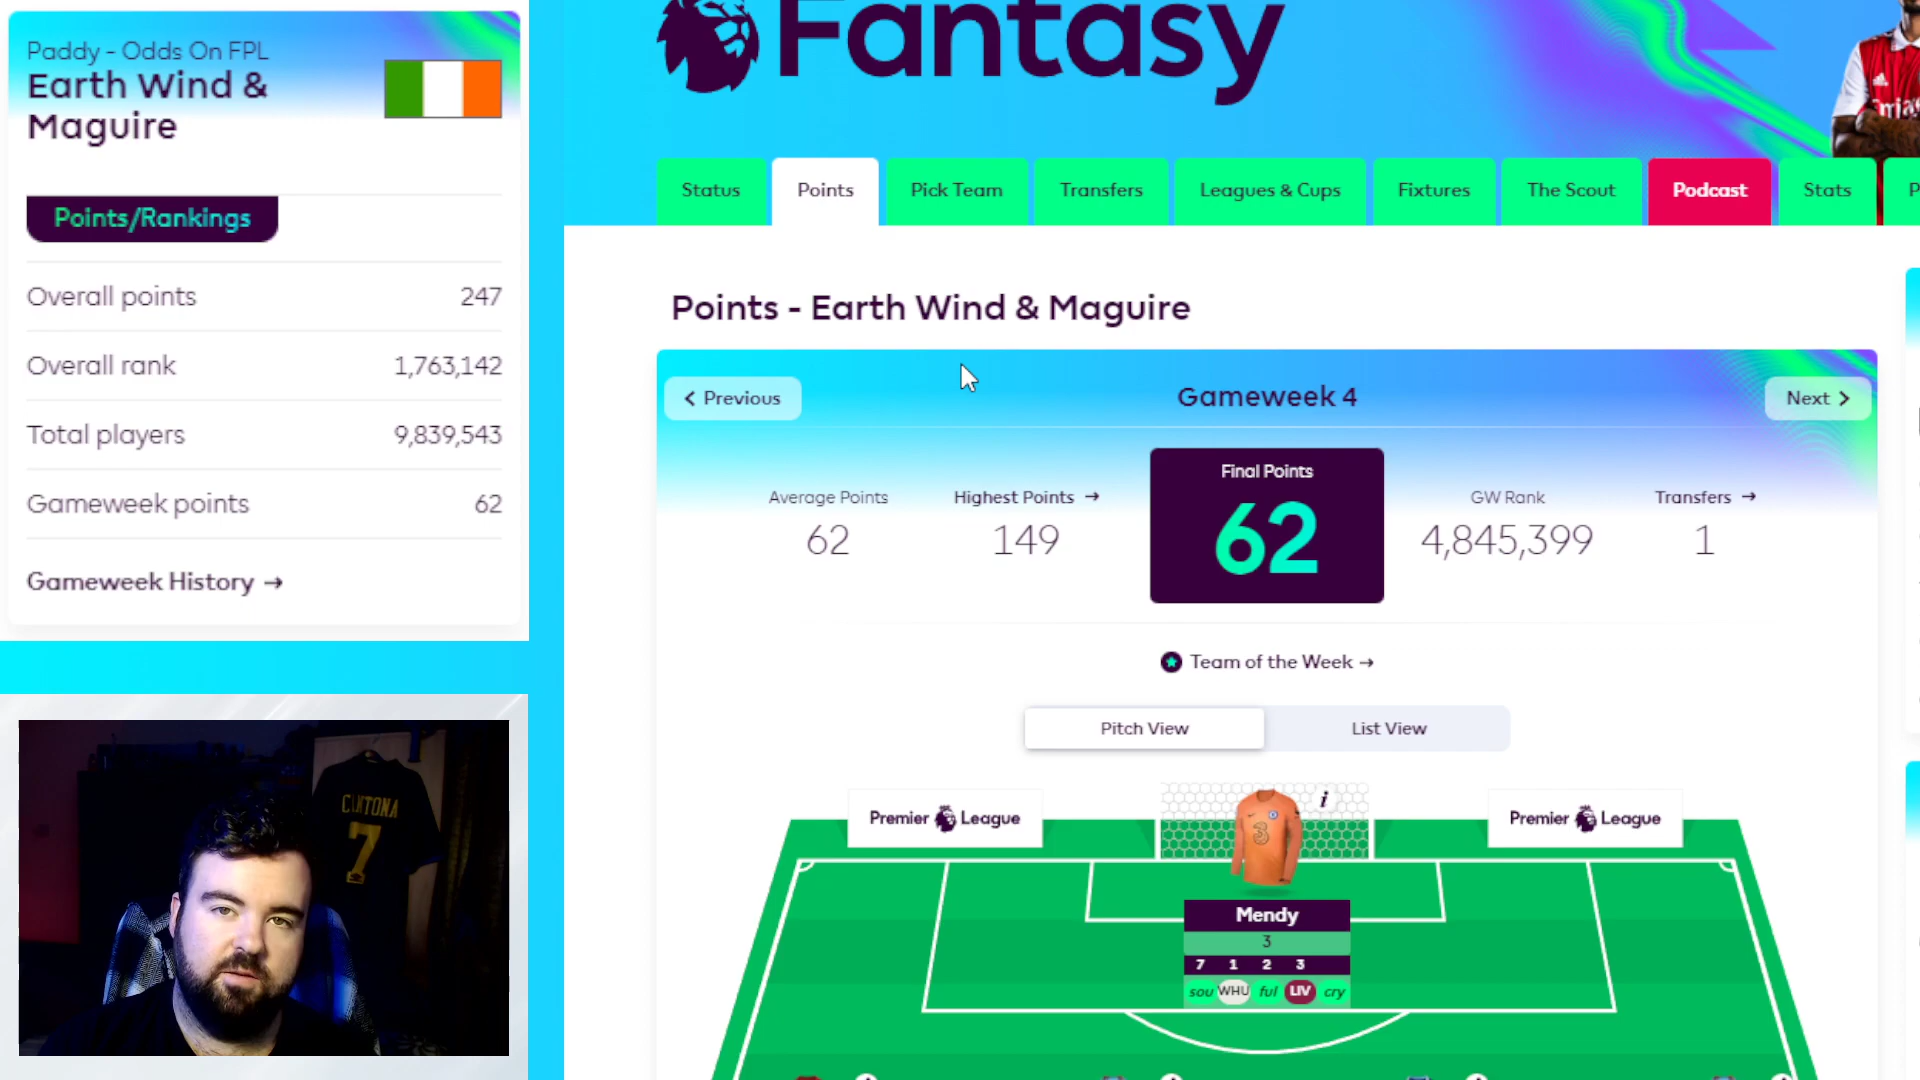 Paddy - Odds On FPL
Earth Wind &
Maguire
Points/Rankings
Overall points 247
Overall rank 1,763,142
Total players 9,839,543
Gameweek points 62
Gameweek History →
CANTONA
7
Fantasy
Status Points Pick Team Transfers Leagues & Cups Fixtures The Scout Podcast Stats P
Points - Earth Wind & Maguire
Previous Gameweek 4 Next
Final Points
62
Average Points
62
Highest Points →
149
GW Rank
4,845,399
Transfers →
1
Team of the Week →
Pitch View List View
Premier League
Premier League
i
3
Mendy
3
7 1 2 3
sou WHU ful LIV cry